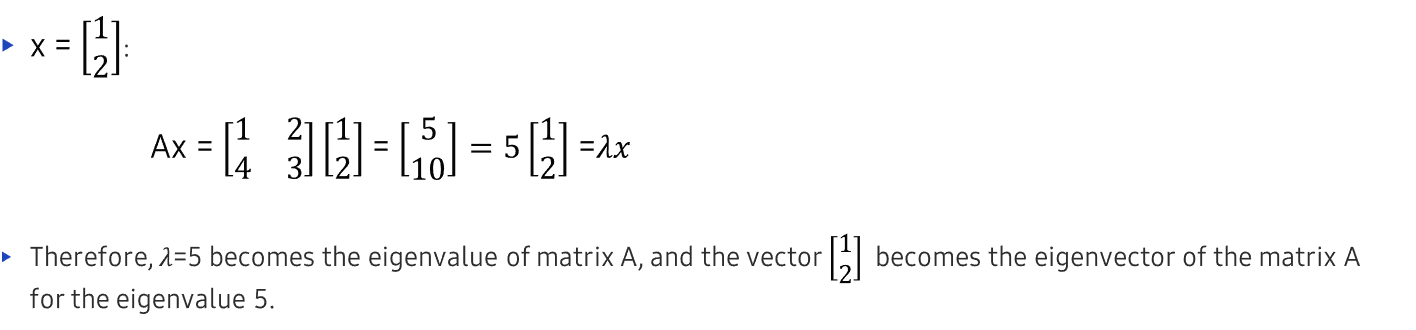 ▸ x = [1 2]:
Ax = [1 2 4 3] [1 2] = [5 10] = 5 [1 2] =λx
▸ Therefore, λ=5 becomes the eigenvalue of matrix A, and the vector [1 2] becomes the eigenvector of the matrix A
for the eigenvalue 5.